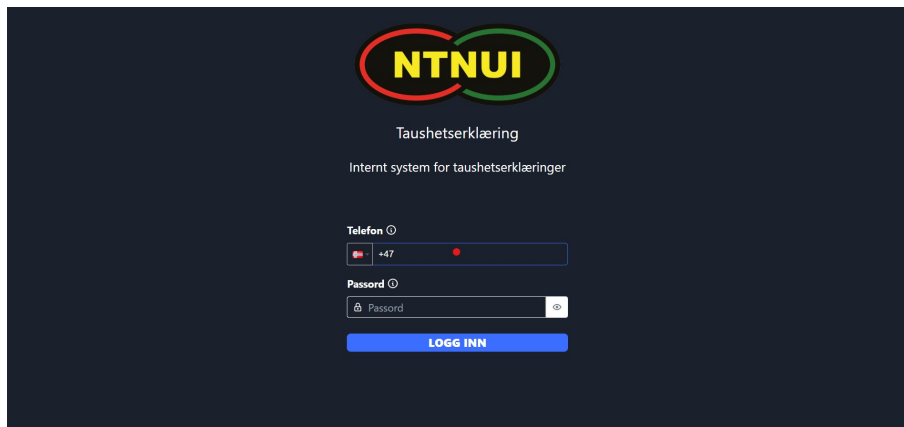 NTNUI
Taushetserklæring
Internt system for taushetserklæringer
Telefon
+47
Passord
Passord
LOGG INN